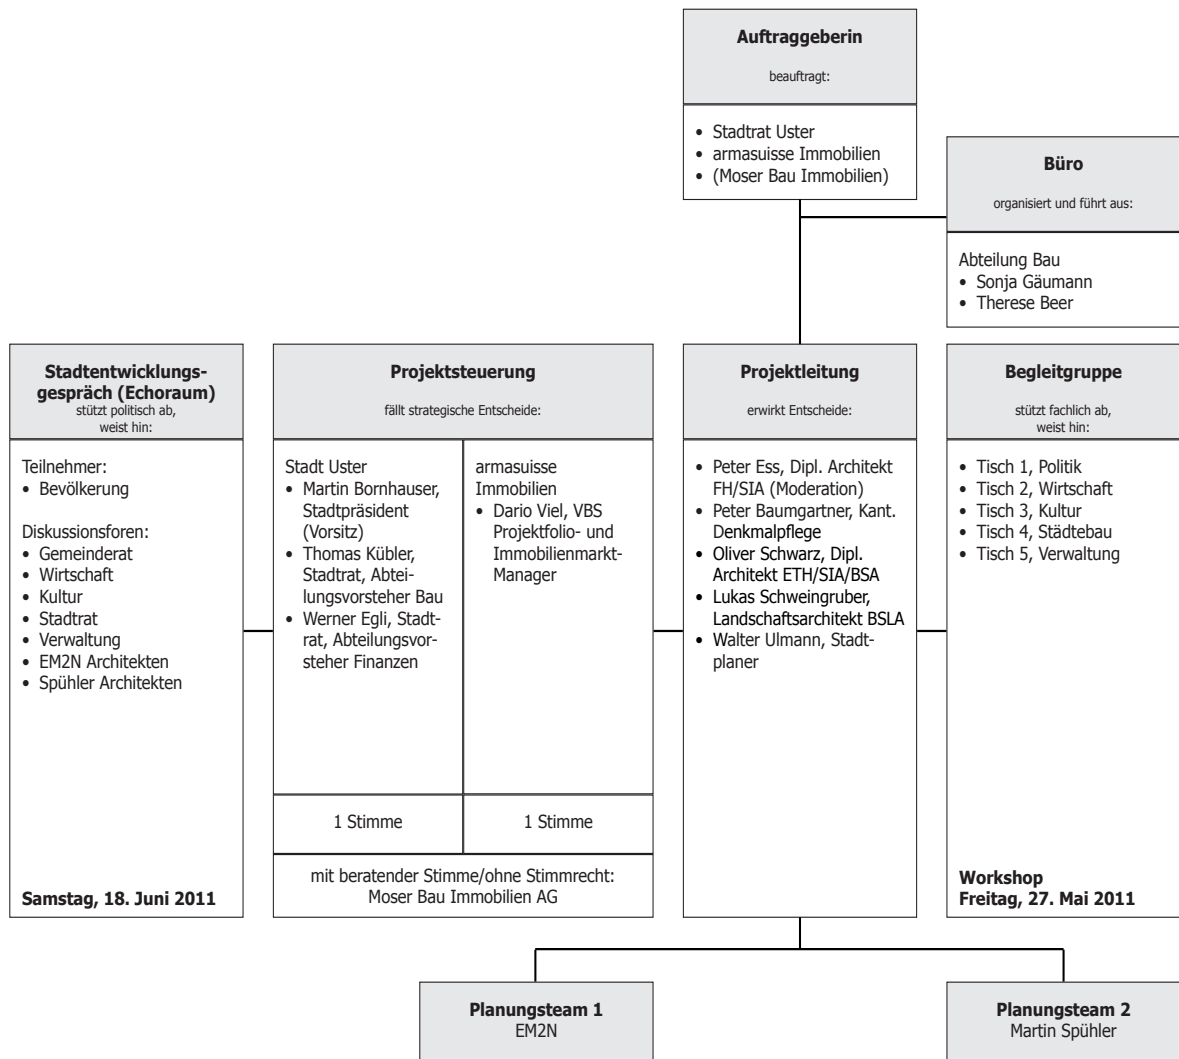 Auftraggeberin
beauftragt:
• Stadtrat Uster
• armasuisse Immobilien
• (Moser Bau Immobilien)
Büro
organisiert und führt aus:
Abteilung Bau
• Sonja Gäumann
• Therese Beer
Stadtentwicklungs-
gespräch (Echoraum)
stützt politisch ab,
weist hin:
Teilnehmer:
• Bevölkerung
Diskussionsforen:
• Gemeinderat
• Wirtschaft
• Kultur
• Stadtrat
• Verwaltung
• EM2N Architekten
• Spühler Architekten
Samstag, 18. Juni 2011
Projektsteuerung
fällt strategische Entscheide:
Stadt Uster
• Martin Bornhauser,
Stadtpräsident
(Vorsitz)
• Thomas Kübler,
Stadtrat, Abtei-
lungsvorsteher Bau
• Werner Egli, Stadt-
rat, Abteilungsvor-
steher Finanzen
1 Stimme
armasuisse
Immobilien
• Dario Viel, VBS
Projektfolio- und
Immobilienmarkt-
Manager
1 Stimme
mit beratender Stimme/ohne Stimmrecht:
Moser Bau Immobilien AG
Projektleitung
erwirkt Entscheide:
• Peter Ess, Dipl. Architekt
FH/SIA (Moderation)
• Peter Baumgartner, Kant.
Denkmalpflege
• Oliver Schwarz, Dipl.
Architekt ETH/SIA/BSA
• Lukas Schweingruber,
Landschaftsarchitekt BSLA
• Walter Ulmann, Stadt-
planer
Begleitgruppe
stützt fachlich ab,
weist hin:
• Tisch 1, Politik
• Tisch 2, Wirtschaft
• Tisch 3, Kultur
• Tisch 4, Städtebau
• Tisch 5, Verwaltung
Workshop
Freitag, 27. Mai 2011
Planungsteam 1
EM2N
Planungsteam 2
Martin Spühler